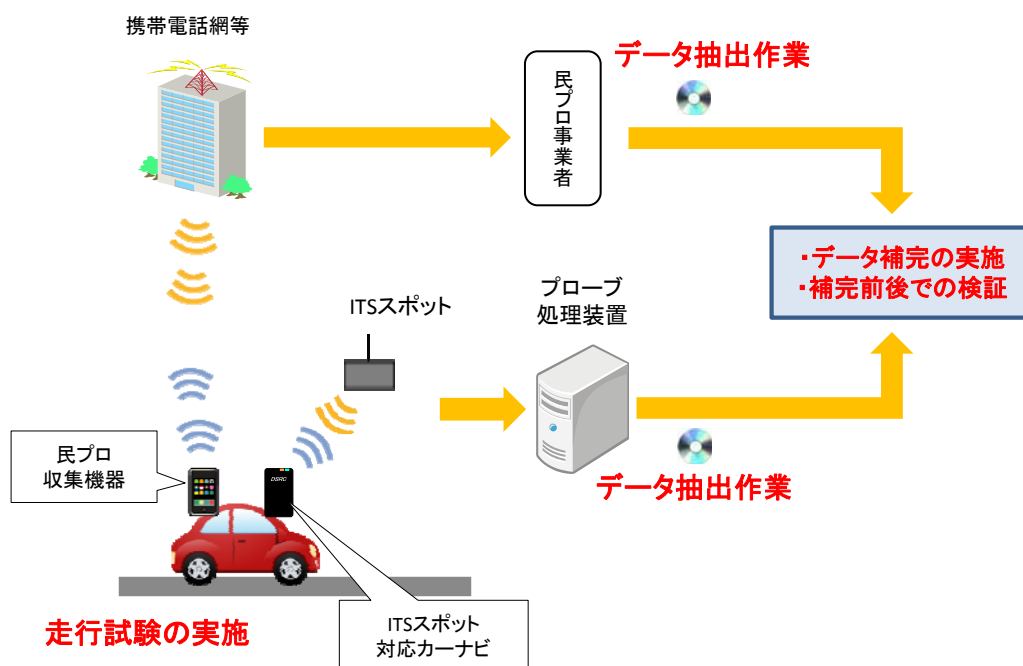 携帯電話網等
データ抽出作業
民プロ事業者
・データ補完の実施
・補完前後での検証
プローブ
処理装置
ITSスポット
民プロ
収集機器
DSRC
データ抽出作業
走行試験の実施
ITSスポット
対応カーナビ